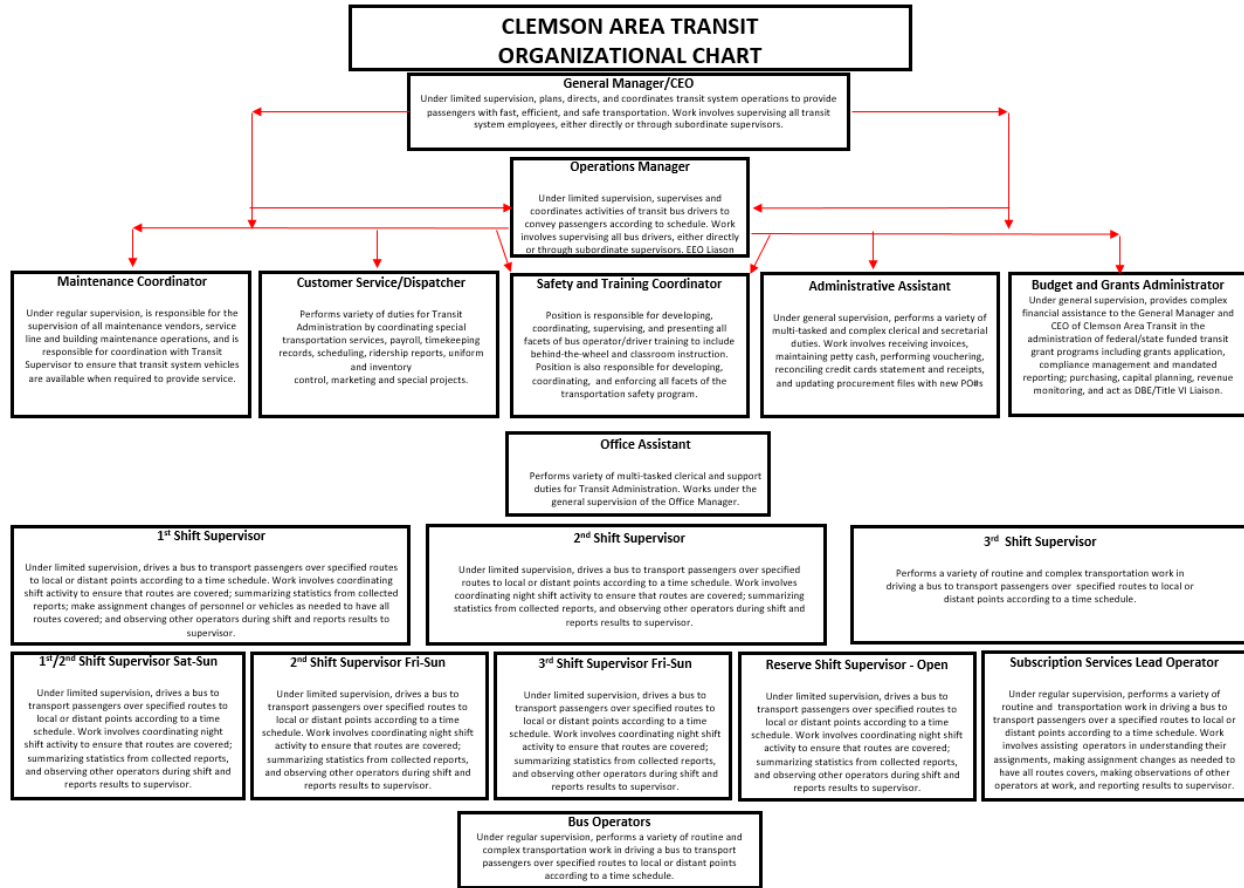 CLEMSON AREA TRANSIT
ORGANIZATIONAL CHART
General Manager/CEO
Under limited supervision, plans, directs, and coordinates transit system operations to provide
passengers with fast, efficient, and safe transportation. Work involves supervising all transit
system employees, either directly or through subordinate supervisors.
Operations Manager
Under limited supervision, supervises and
coordinates activities of transit bus drivers to
convey passengers according to schedule. Work
involves supervising all bus drivers, either directly
or through subordinate supervisors. EEO Liason
Maintenance Coordinator
Under regular supervision, is responsible for the
supervision of all maintenance vendors, service
line and building maintenance operations, and is
responsible for coordination with Transit
Supervisor to ensure that transit system vehicles
are available when required to provide service.
Customer Service/Dispatcher
Performs variety of duties for Transit
Administration by coordinating special
transportation services, payroll, timekeeping
records, scheduling, ridership reports, uniform
and inventory
control, marketing and special projects.
Safety and Training Coordinator
Position is responsible for developing,
coordinating, supervising, and presenting all
facets of bus operator/driver training to include
behind-the-wheel and classroom instruction.
Position is also responsible for developing,
coordinating, and enforcing all facets of the
transportation safety program.
Administrative Assistant
Under general supervision, performs a variety of
multi-tasked and complex clerical and secretarial
duties. Work involves receiving invoices,
maintaining petty cash, performing vouchering,
reconciling credit cards statement and receipts,
and updating procurement files with new PO#s
Budget and Grants Administrator
Under general supervision, provides complex
financial assistance to the General Manager and
CEO of Clemson Area Transit in the
administration of federal/state funded transit
grant programs including grants application,
compliance management and mandated
reporting; purchasing, capital planning, revenue
monitoring, and act as DBE/Title VI Liaison.
Office Assistant
Performs variety of multi-tasked clerical and support
duties for Transit Administration. Works under the
general supervision of the Office Manager.
1st Shift Supervisor
Under limited supervision, drives a bus to transport passengers over specified routes
to local or distant points according to a time schedule. Work involves coordinating
shift activity to ensure that routes are covered; summarizing statistics from collected
reports; make assignment changes of personnel or vehicles as needed to have all
routes covered; and observing other operators during shift and reports results to
supervisor.
2nd Shift Supervisor
Under limited supervision, drives a bus to transport passengers over specified
routes to local or distant points according to a time schedule. Work involves
coordinating night shift activity to ensure that routes are covered; summarizing
statistics from collected reports, and observing other operators during shift and
reports results to supervisor.
3rd Shift Supervisor
Performs a variety of routine and complex transportation work in
driving a bus to transport passengers over specified routes to local or
distant points according to a time schedule.
1st/2nd Shift Supervisor Sat-Sun
Under limited supervision, drives a bus to
transport passengers over specified routes to
local or distant points according to a time
schedule. Work involves coordinating night
shift activity to ensure that routes are covered;
summarizing statistics from collected reports,
and observing other operators during shift and
reports results to supervisor.
2nd Shift Supervisor Fri-Sun
Under limited supervision, drives a bus to
transport passengers over specified routes to
local or distant points according to a time
schedule. Work involves coordinating night shift
activity to ensure that routes are covered;
summarizing statistics from collected reports,
and observing other operators during shift and
reports results to supervisor.
3rd Shift Supervisor Fri-Sun
Under limited supervision, drives a bus to
transport passengers over specified routes to
local or distant points according to a time
schedule. Work involves coordinating night shift
activity to ensure that routes are covered;
summarizing statistics from collected reports,
and observing other operators during shift and
reports results to supervisor.
Reserve Shift Supervisor - Open
Under limited supervision, drives a bus to
transport passengers over specified routes to
local or distant points according to a time
schedule. Work involves coordinating night shift
activity to ensure that routes are covered;
summarizing statistics from collected reports,
and observing other operators during shift and
reports results to supervisor.
Subscription Services Lead Operator
Under regular supervision, performs a variety of
routine and transportation work in driving a bus to
transport passengers over a specified routes to local or
distant points according to a time schedule. Work
involves assisting operators in understanding their
assignments, making assignment changes as needed to
have all routes covers, making observations of other
operators at work, and reporting results to supervisor.
Bus Operators
Under regular supervision, performs a variety of routine and
complex transportation work in driving a bus to transport
passengers over specified routes to local or distant points
according to a time schedule.